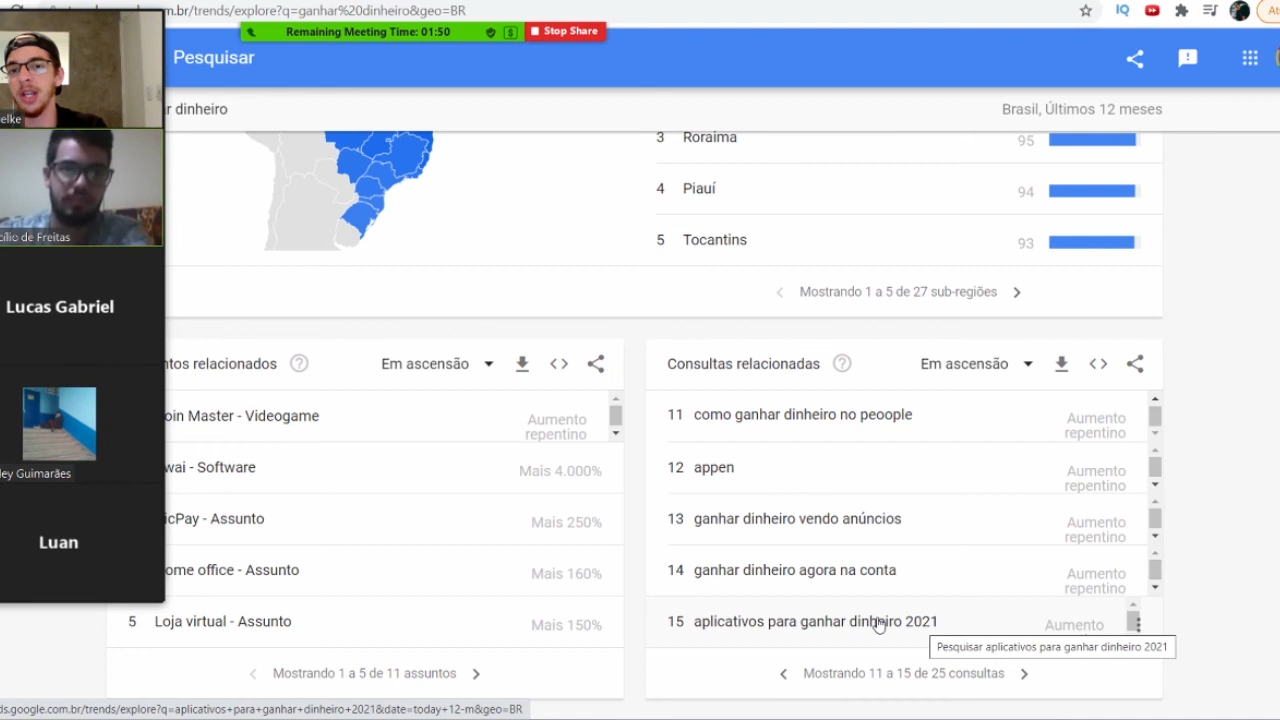 om.br/trends/explore?q=ganhar%20dinheiro&geo=BR
Remaining Meeting Time: 01:50
$
Stop Share
IQ
At
Pesquisar
elke
r dinheiro
Brasil, Últimos 12 meses
3 Roraima 95
4 Piauí 94
5 Tocantins 93
cílio de Freitas
Mostrando 1 a 5 de 27 sub-regiões
Lucas Gabriel
ley Guimarães
Luan
ntos relacionados ? Em ascensão <>
oin Master - Videogame Aumento
repentino
wai - Software Mais 4.000%
icPay - Assunto Mais 250%
ome office - Assunto Mais 160%
5 Loja virtual - Assunto Mais 150%
Mostrando 1 a 5 de 11 assuntos
Consultas relacionadas ? Em ascensão <>
11 como ganhar dinheiro no peoople Aumento
repentino
12 appen Aumento
repentino
13 ganhar dinheiro vendo anúncios Aumento
repentino
14 ganhar dinheiro agora na conta Aumento
repentino
15 aplicativos para ganhar dinheiro 2021 Aumento
Pesquisar aplicativos para ganhar dinheiro 2021
Mostrando 11 a 15 de 25 consultas
ds.google.com.br/trends/explore?q=aplicativos+para+ganhar+dinheiro+2021&date=today+12-m&geo=BR